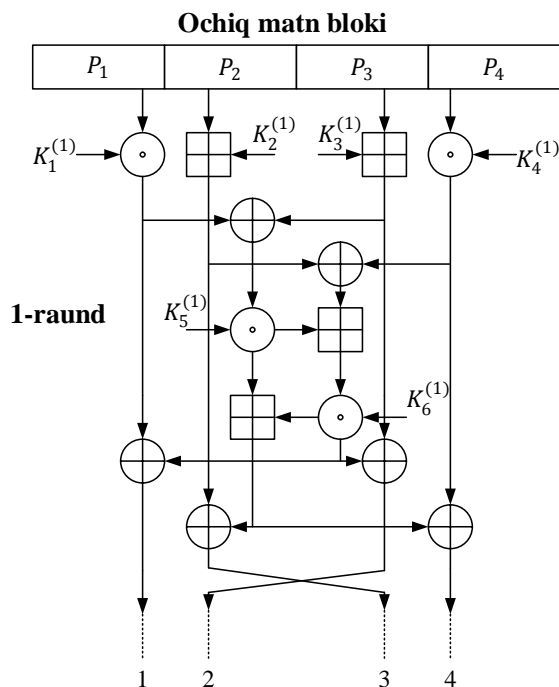 Ochiq matn bloki
P₁ P₂ P₃ P₄
K₁⁽¹⁾ K₂⁽¹⁾ K₃⁽¹⁾ K₄⁽¹⁾
1-raund
K₅⁽¹⁾
K₆⁽¹⁾
1 2 3 4